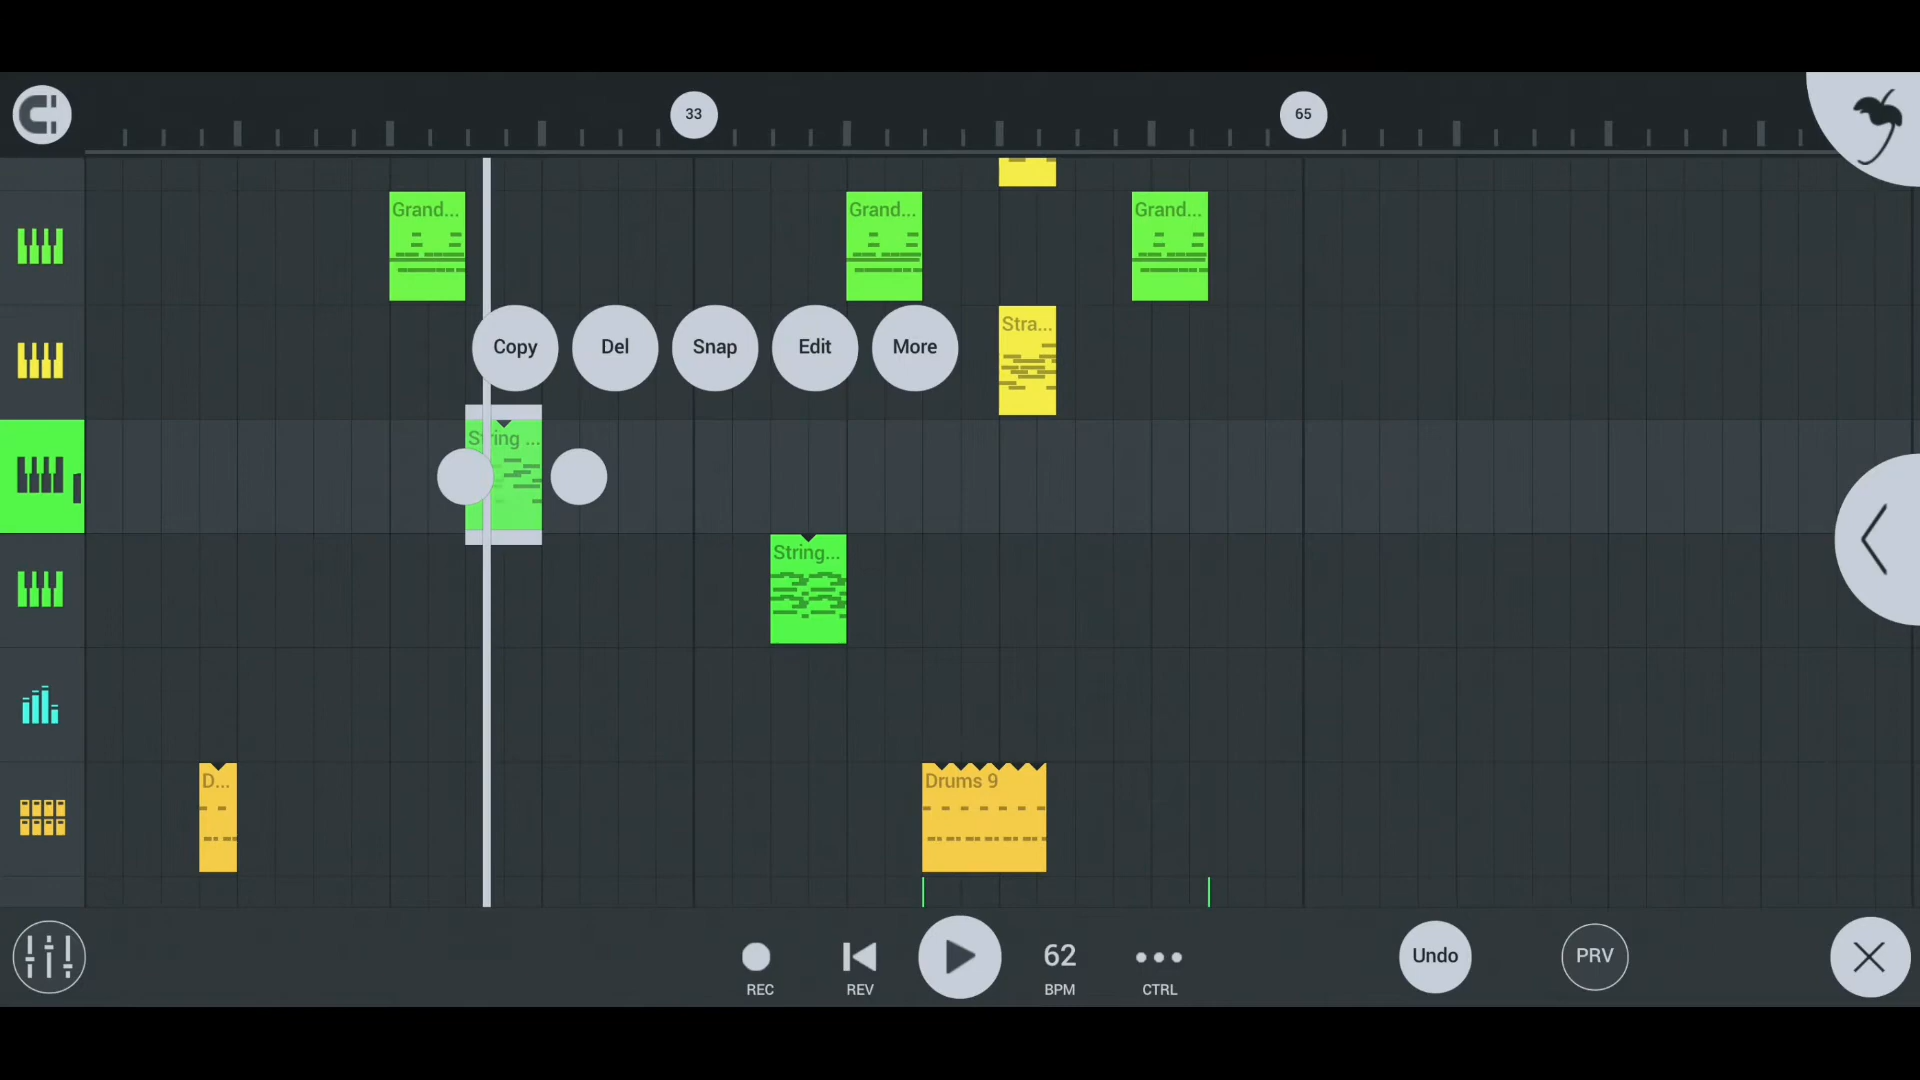 33
65
Grand...
Grand...
Grand...
Stra...
Copy
Del
Snap
Edit
More
String ...
String...
D...
Drums 9
REC
REV
62
BPM
CTRL
Undo
PRV